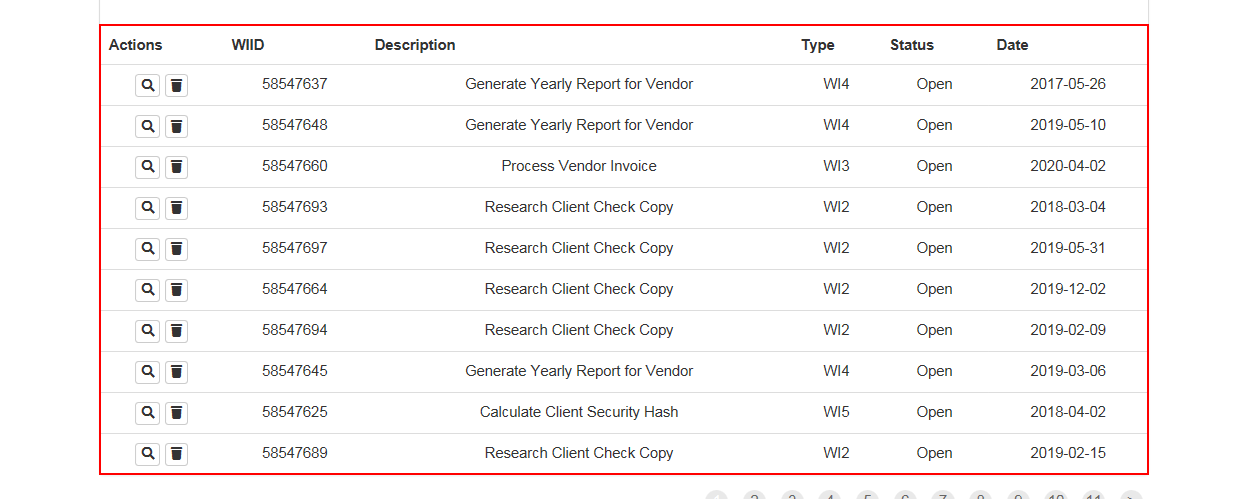 Actions WIID Description Type Status Date
58547637 Generate Yearly Report for Vendor WI4 Open 2017-05-26
58547648 Generate Yearly Report for Vendor WI4 Open 2019-05-10
58547660 Process Vendor Invoice WI3 Open 2020-04-02
58547693 Research Client Check Copy WI2 Open 2018-03-04
58547697 Research Client Check Copy WI2 Open 2019-05-31
58547664 Research Client Check Copy WI2 Open 2019-12-02
58547694 Research Client Check Copy WI2 Open 2019-02-09
58547645 Generate Yearly Report for Vendor WI4 Open 2019-03-06
58547625 Calculate Client Security Hash WI5 Open 2018-04-02
58547689 Research Client Check Copy WI2 Open 2019-02-15